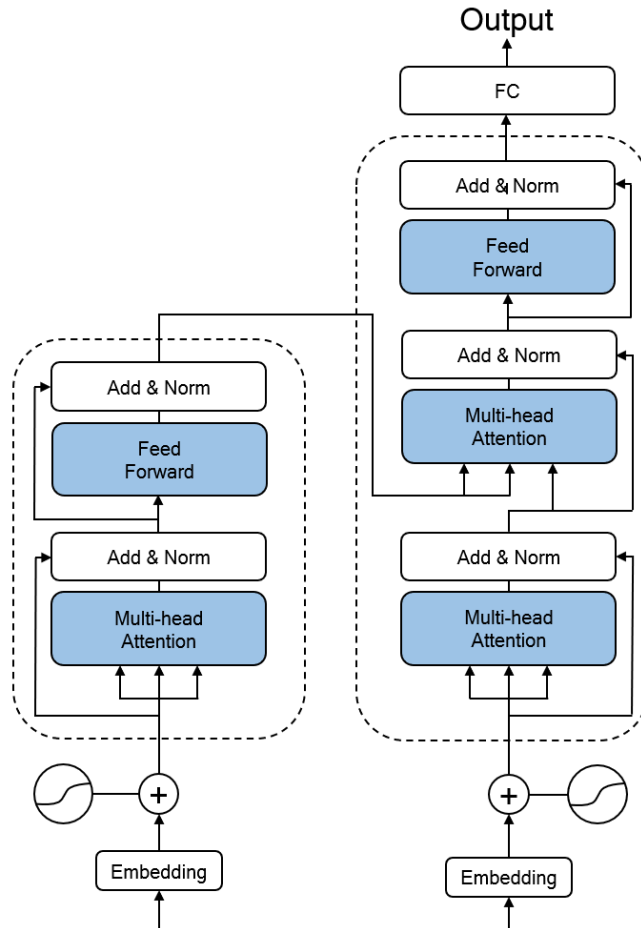 Output
FC
Add & Norm
Feed
Forward
Add & Norm
Multi-head
Attention
Add & Norm
Multi-head
Attention
Add & Norm
Feed
Forward
Add & Norm
Multi-head
Attention
+
+
Embedding
Embedding